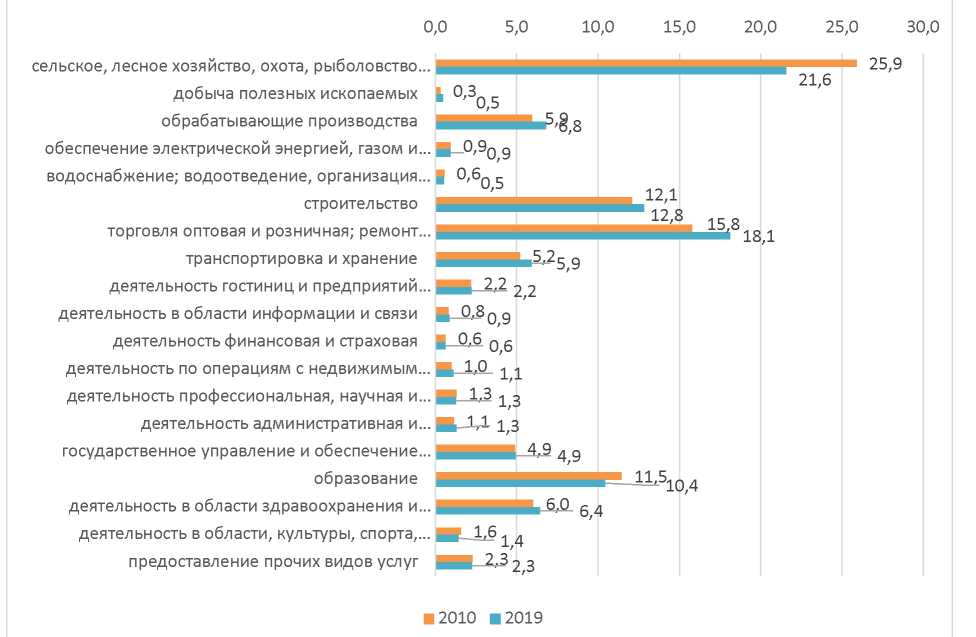 0,0 5,0 10,0 15,0 20,0 25,0 30,0
сельское, лесное хозяйство, охота, рыболовство... 25,9
21,6
добыча полезных ископаемых 0,3
0,5
обрабатывающие производства 5,9
6,8
обеспечение электрической энергией, газом и... 0,9
0,9
водоснабжение; водоотведение, организация... 0,6
0,5
строительство 12,1
12,8
торговля оптовая и розничная; ремонт... 15,8
18,1
транспортировка и хранение 5,2
5,9
деятельность гостиниц и предприятий... 2,2
2,2
деятельность в области информации и связи 0,8
0,9
деятельность финансовая и страховая 0,6
0,6
деятельность по операциям с недвижимым... 1,0
1,1
деятельность профессиональная, научная и... 1,3
1,3
деятельность административная и... 1,1
1,3
государственное управление и обеспечение... 4,9
4,9
образование 11,5
10,4
деятельность в области здравоохранения и... 6,0
6,4
деятельность в области, культуры, спорта,... 1,6
1,4
предоставление прочих видов услуг 2,3
2,3
2010 2019